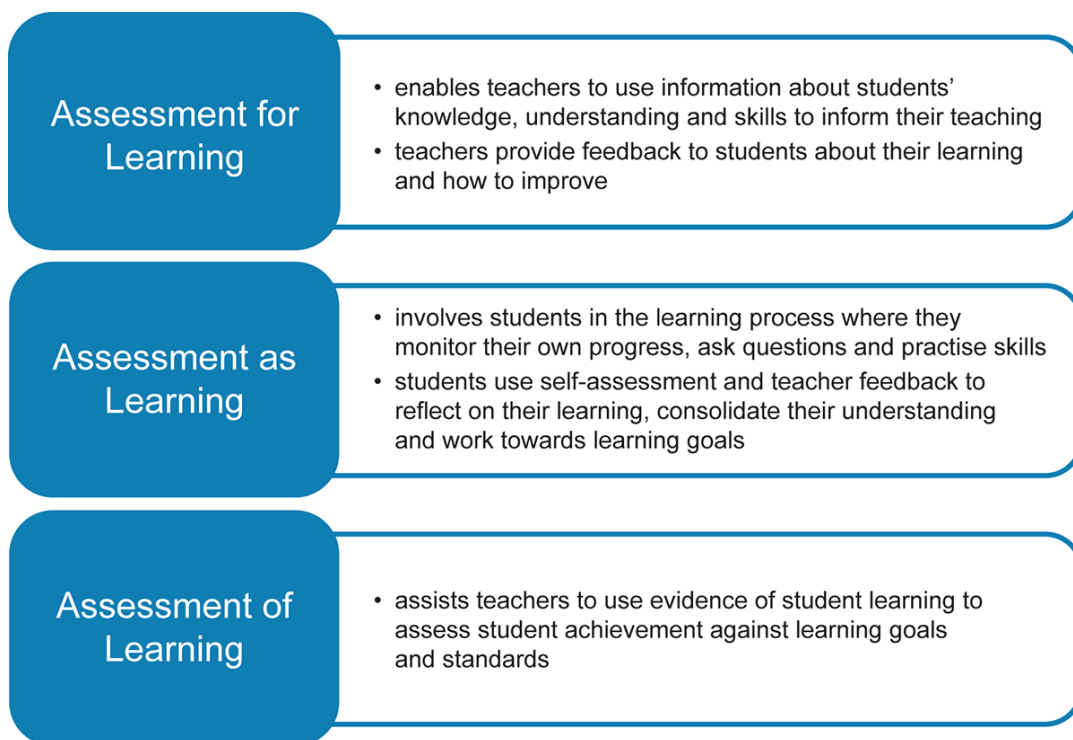 Assessment for
Learning
• enables teachers to use information about students’
knowledge, understanding and skills to inform their teaching
• teachers provide feedback to students about their learning
and how to improve
Assessment as
Learning
• involves students in the learning process where they
monitor their own progress, ask questions and practise skills
• students use self-assessment and teacher feedback to
reflect on their learning, consolidate their understanding
and work towards learning goals
Assessment of
Learning
• assists teachers to use evidence of student learning to
assess student achievement against learning goals
and standards